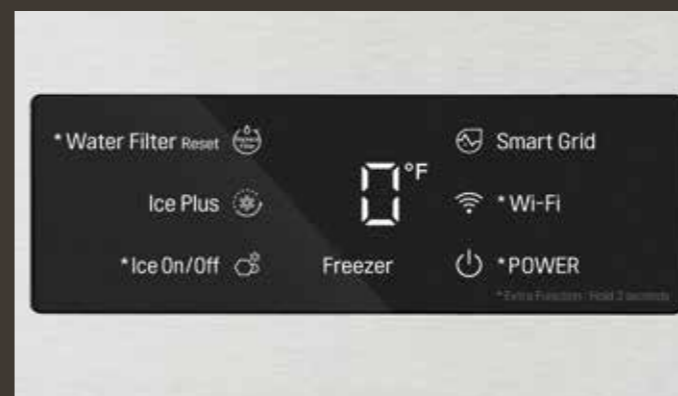 * Water Filter Reset
Ice Plus
* Ice On/Off
0 °F
Freezer
Smart Grid
* Wi-Fi
* POWER
* Extra Function : Hold 3 seconds